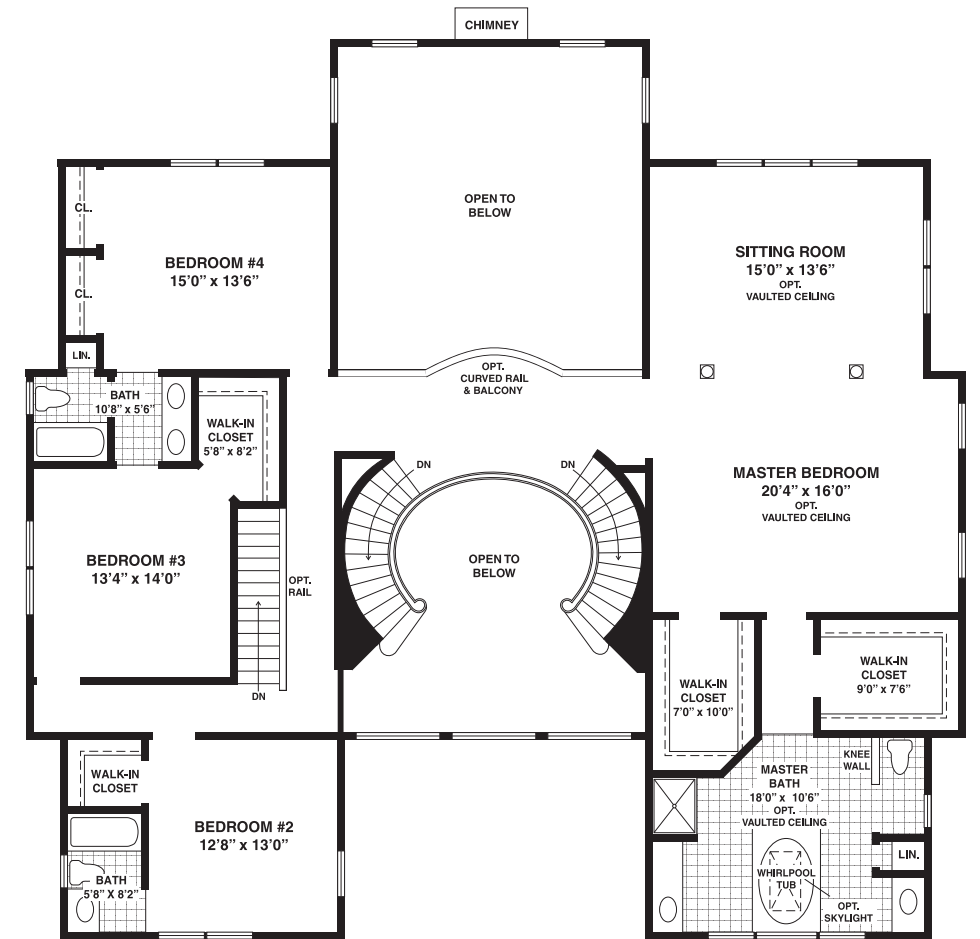 CHIMNEY
OPEN TO
BELOW
CL.
CL.
LIN.
BEDROOM #4
15’0” x 13’6”
SITTING ROOM
15’0” x 13’6”
OPT.
VAULTED CEILING
OPT.
CURVED RAIL
& BALCONY
BATH
10’8” x 5’6”
WALK-IN
CLOSET
5’8” x 8’2”
DN
DN
MASTER BEDROOM
20’4” x 16’0”
OPT.
VAULTED CEILING
BEDROOM #3
13’4” x 14’0”
OPT.
RAIL
DN
OPEN TO
BELOW
WALK-IN
CLOSET
7’0” x 10’0”
WALK-IN
CLOSET
9’0” x 7’6”
WALK-IN
CLOSET
BEDROOM #2
12’8” x 13’0”
BATH
5’8” X 8’2”
KNEE
WALL
MASTER
BATH
18’0” x 10’6”
OPT.
VAULTED CEILING
LIN.
WHIRLPOOL
TUB
OPT.
SKYLIGHT